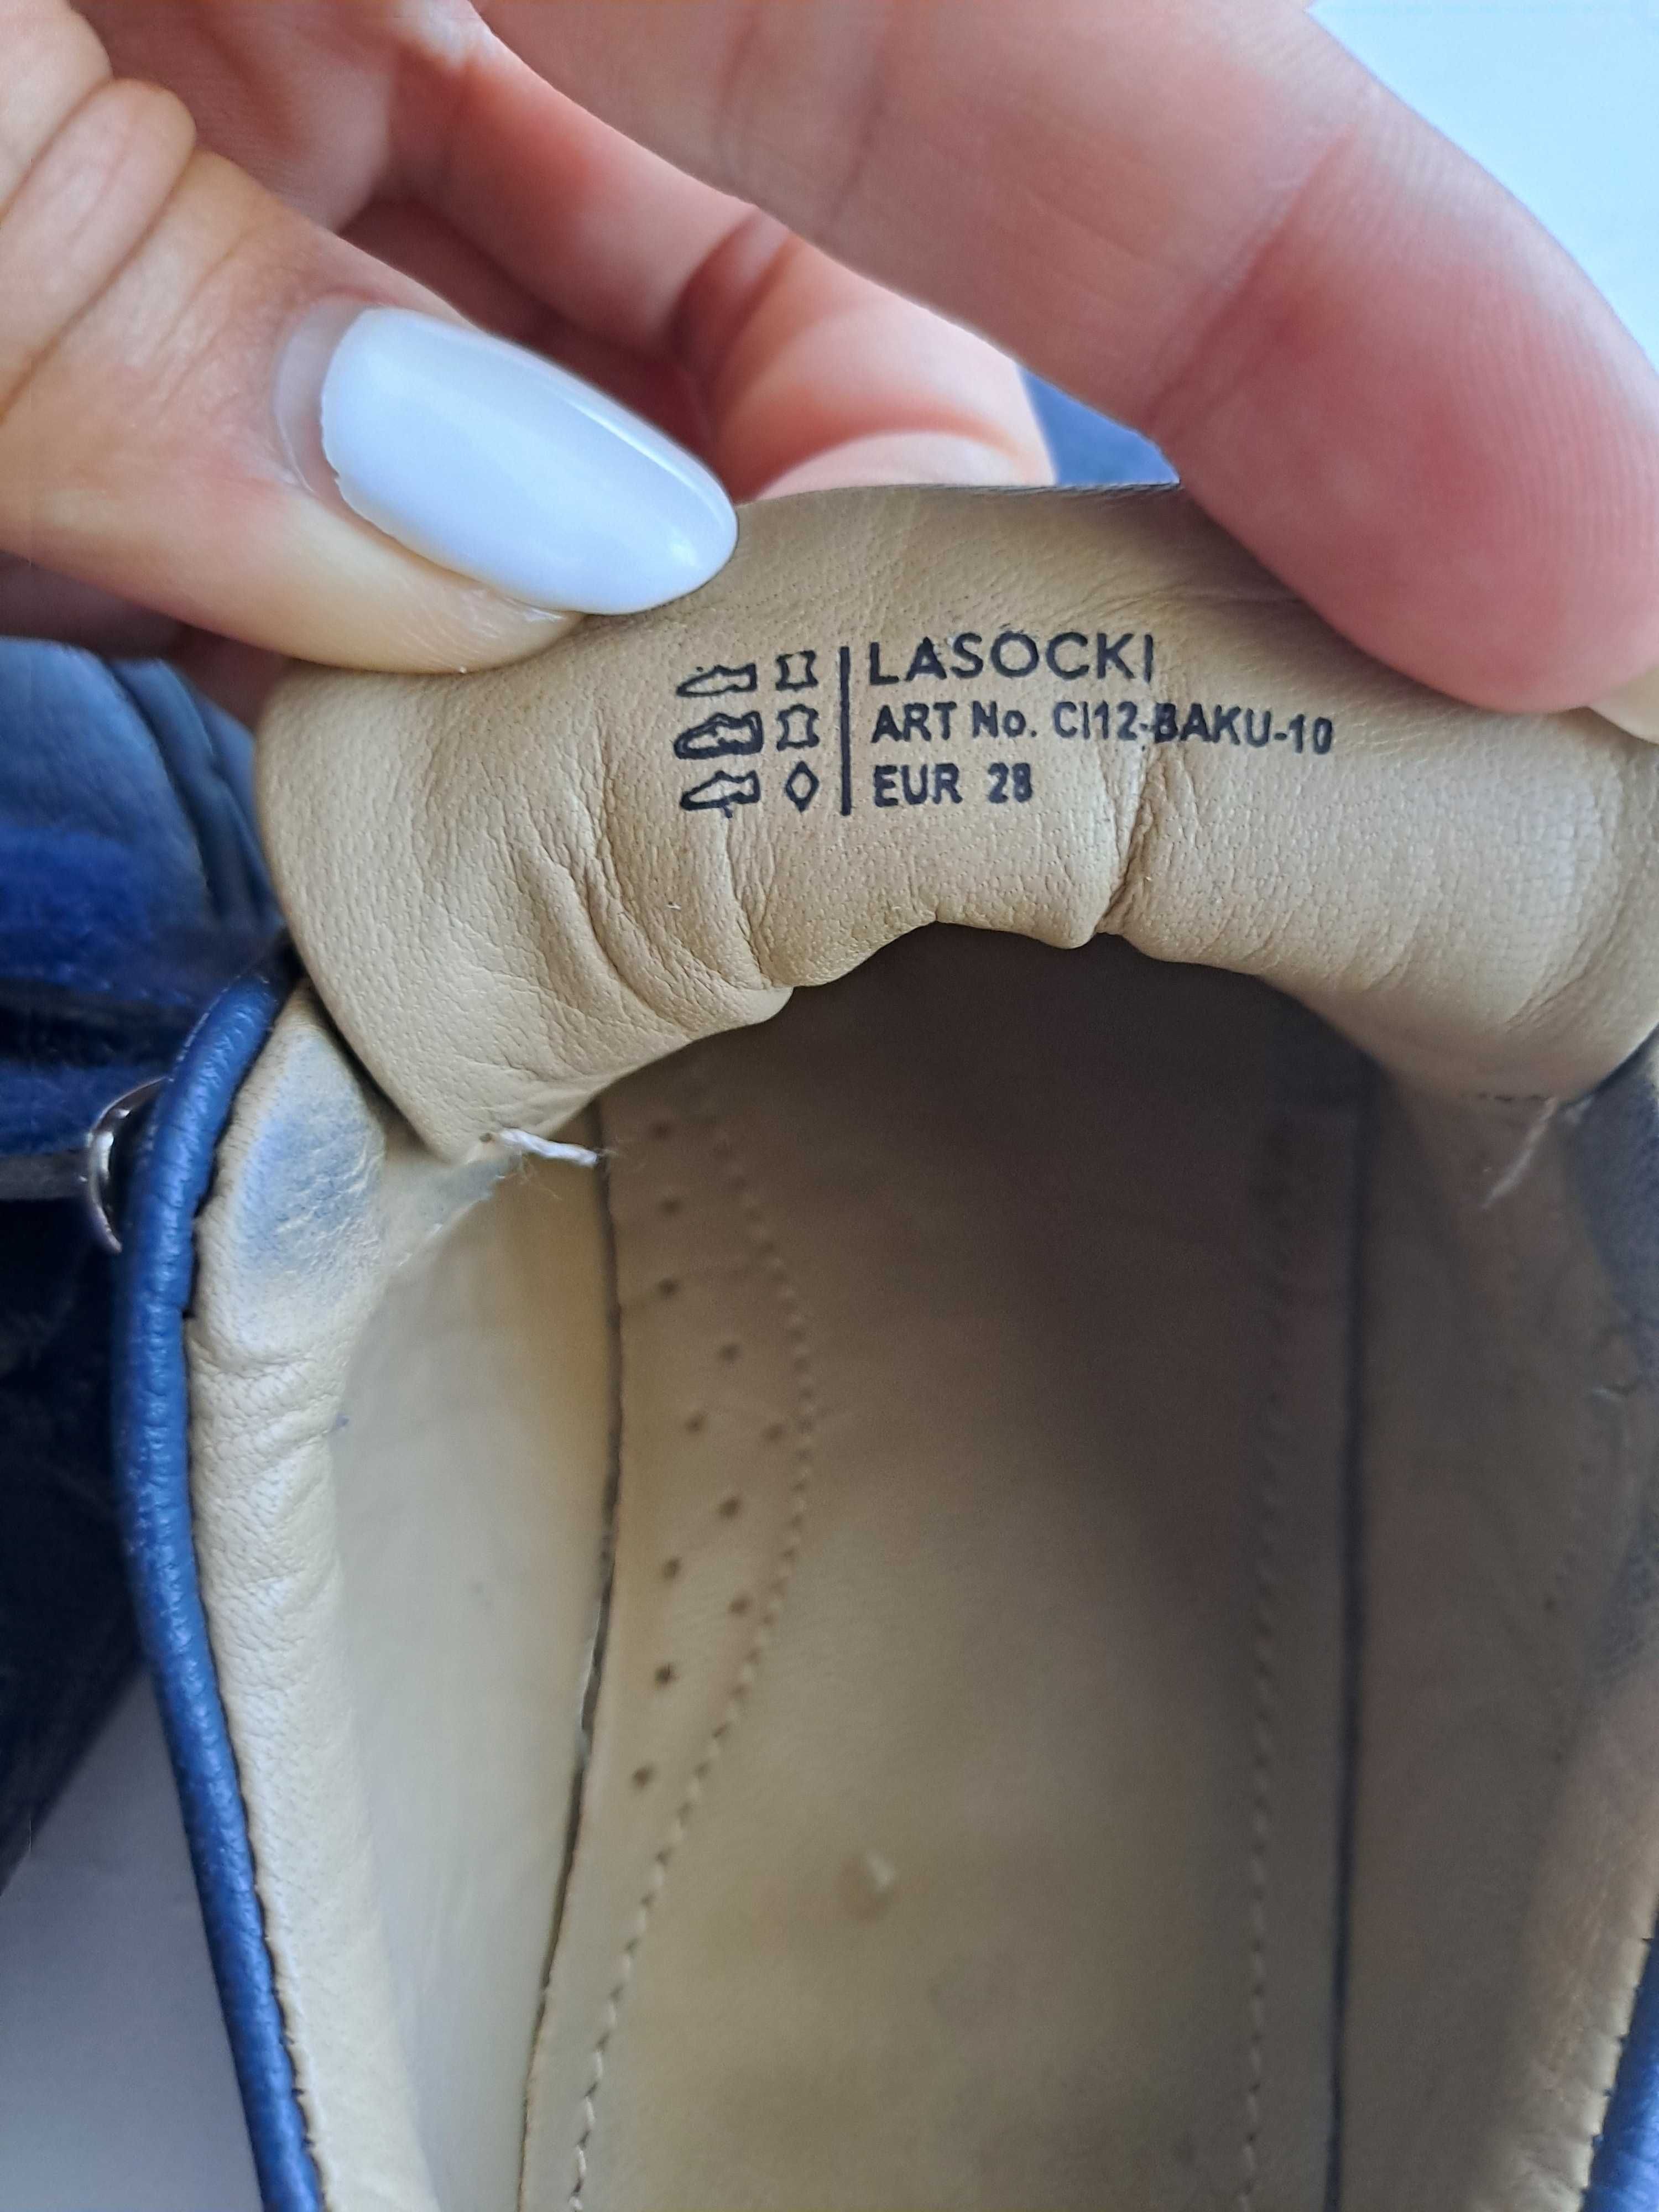 LASOCKI
ART No. CI12-BAKU-10
EUR 28